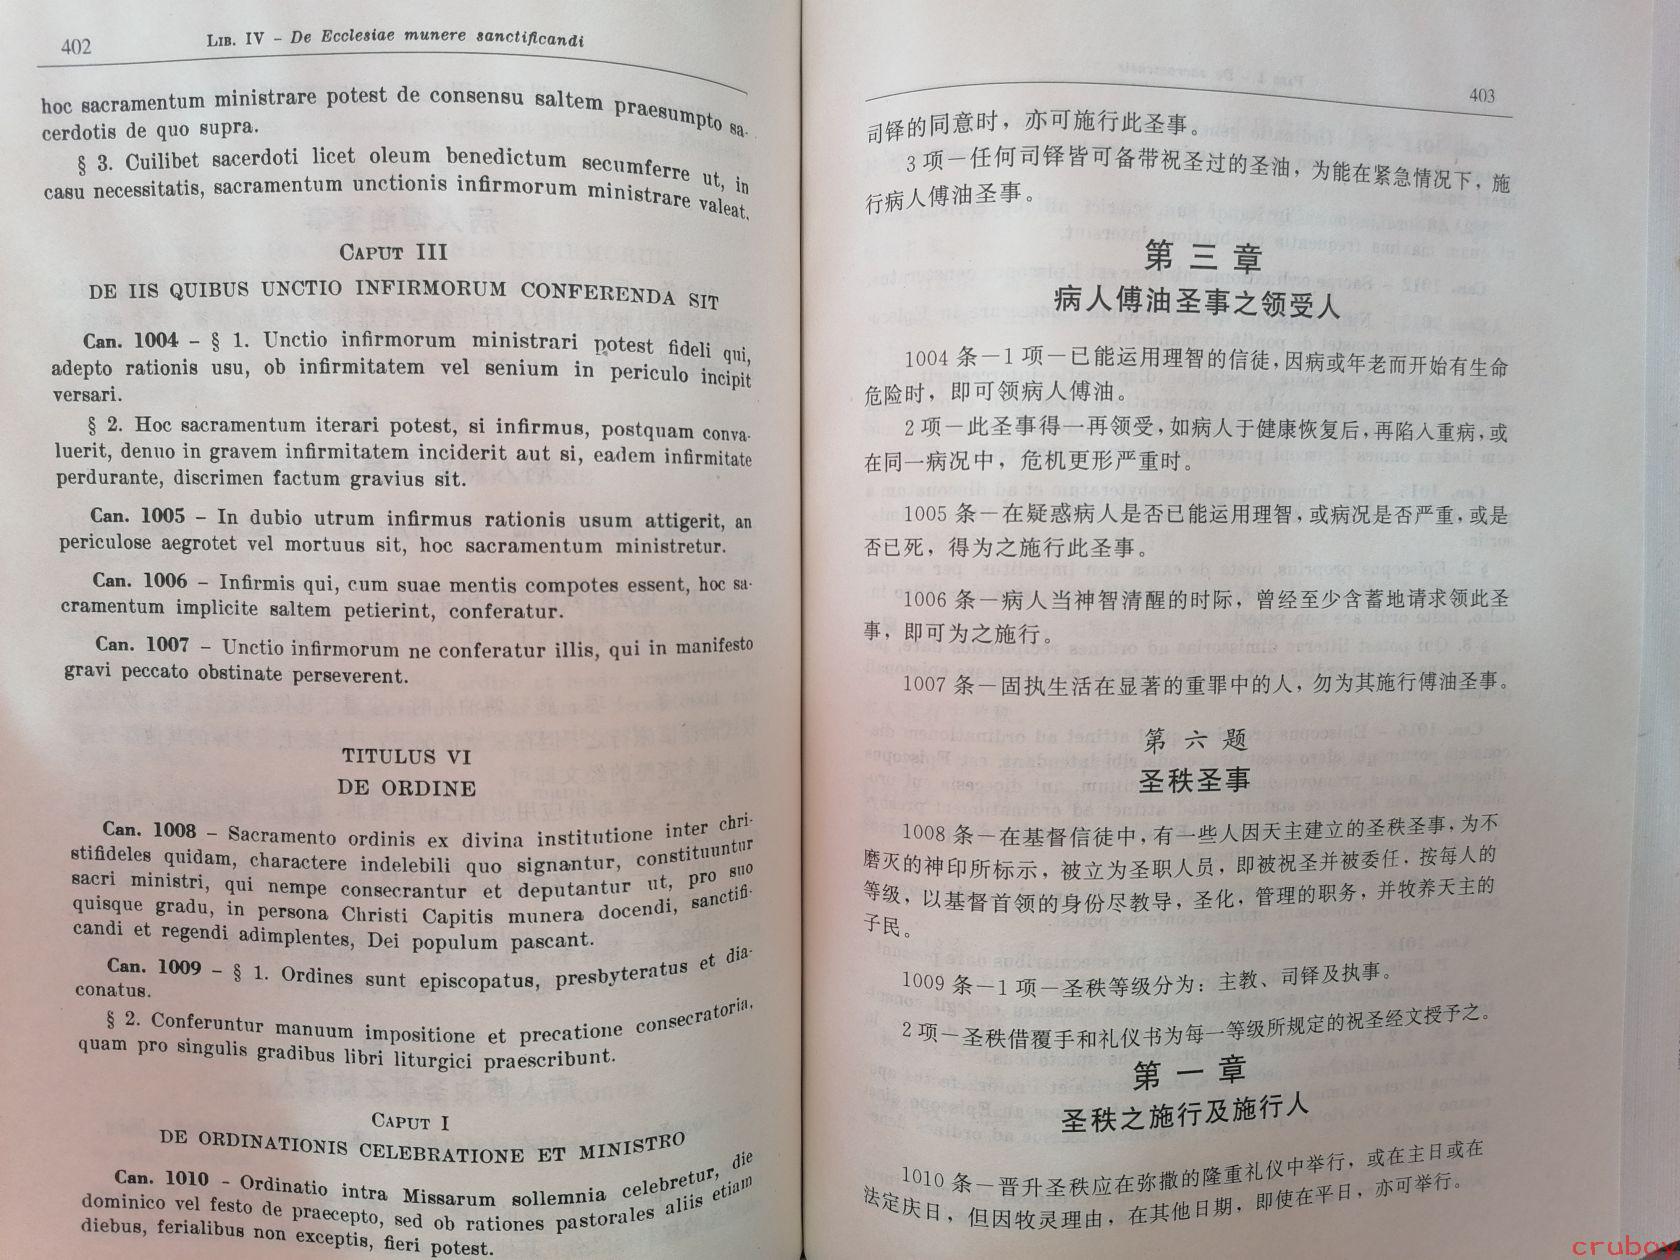 402
LIB. IV – De Ecclesiae munere sanctificandi
hoc sacramentum ministrare potest de consensu saltem praesumpto sa-
cerdotis de quo supra.
§ 3. Cuilibet sacerdoti licet oleum benedictum secumferre ut, in
casu necessitatis, sacramentum unctionis infirmorum ministrare valeat.
CAPUT III
DE IIS QUIBUS UNCTIO INFIRMORUM CONFERENDA SIT
Can. 1004 – § 1. Unctio infirmorum ministrari potest fideli qui,
adepto rationis usu, ob infirmitatem vel senium in periculo incipit
versari.
§ 2. Hoc sacramentum iterari potest, si infirmus, postquam conva-
luerit, denuo in gravem infirmitatem inciderit aut si, eadem infirmitate
perdurante, discrimen factum gravius sit.
Can. 1005 – In dubio utrum infirmus rationis usum attigerit, an
periculose aegrotet vel mortuus sit, hoc sacramentum ministretur.
Can. 1006 – Infirmis qui, cum suae mentis compotes essent, hoc sa-
cramentum implicite saltem petierint, conferatur.
Can. 1007 – Unctio infirmorum ne conferatur illis, qui in manifesto
gravi peccato obstinate perseverent.
TITULUS VI
DE ORDINE
Can. 1008 – Sacramento ordinis ex divina institutione inter chri-
stifideles quidam, charactere indelebili quo signantur, constituuntur
sacri ministri, qui nempe consecrantur et deputantur ut, pro suo
quisque gradu, in persona Christi Capitis munera docendi, sanctifi-
candi et regendi adimplentes, Dei populum pascant.
Can. 1009 – § 1. Ordines sunt episcopatus, presbyteratus et dia-
conatus.
§ 2. Conferuntur manuum impositione et precatione consecratoria,
quam pro singulis gradibus libri liturgici praescribunt.
CAPUT I
DE ORDINATIONIS CELEBRATIONE ET MINISTRO
Can. 1010 – Ordinatio intra Missarum sollemnia celebretur, die
dominico vel festo de praecepto, sed ob rationes pastorales aliis etiam
diebus, ferialibus non exceptis, fieri potest.
403
司铎的同意时，亦可施行此圣事。
3 项－任何司铎皆可备带祝圣过的圣油，为能在紧急情况下，施
行病人傅油圣事。
第 三 章
病人傅油圣事之领受人
1004 条－1 项－已能运用理智的信徒，因病或年老而开始有生命
危险时，即可领病人傅油。
2 项－此圣事得一再领受，如病人于健康恢复后，再陷入重病，或
在同一病况中，危机更形严重时。
1005 条－在疑惑病人是否已能运用理智，或病况是否严重，或是
否已死，得为之施行此圣事。
1006 条－病人当神智清醒的时际，曾经至少含蓄地请求领此圣
事，即可为之施行。
1007 条－固执生活在显著的重罪中的人，勿为其施行傅油圣事。
第 六 题
圣秩圣事
1008 条－在基督信徒中，有一些人因天主建立的圣秩圣事，为不
磨灭的神印所标示，被立为圣职人员，即被祝圣并被委任，按每人的
等级，以基督首领的身份尽教导，圣化，管理的职务，并牧养天主的
子民。
1009 条－1 项－圣秩等级分为：主教、司铎及执事。
2 项－圣秩借覆手和礼仪书为每一等级所规定的祝圣经文授予之。
第 一 章
圣秩之施行及施行人
1010 条－晋升圣秩应在弥撒的隆重礼仪中举行，或在主日或在
法定庆日，但因牧灵理由，在其他日期，即使在平日，亦可举行。